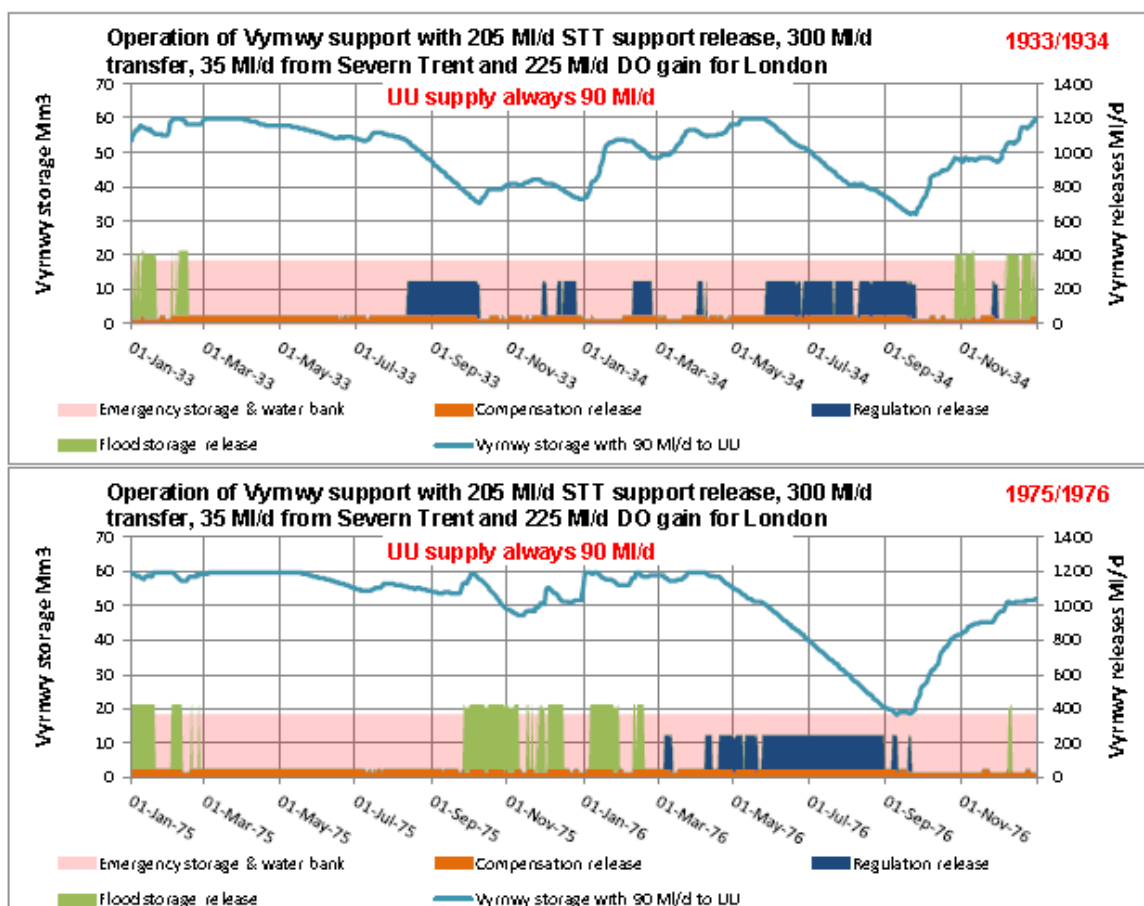 Operation of Vyrnwy support with 205 Ml/d STT support release, 300 Ml/d
transfer, 35 Ml/d from Severn Trent and 225 Ml/d DO gain for London
1933/1934
UU supply always 90 Ml/d
Vyrnwy storage Mm3
70
60
50
40
30
20
10
0
1400
1200
1000
800
600
400
200
0
Vyrnwy releases Ml/d
01-Jan-33
01-Mar-33
01-May-33
01-Jul-33
01-Sep-33
01-Nov-33
01-Jan-34
01-Mar-34
01-May-34
01-Jul-34
01-Sep-34
01-Nov-34
Emergency storage & water bank
Compensation release
Regulation release
Flood storage release
Vyrnwy storage with 90 Ml/d to UU
Operation of Vyrnwy support with 205 Ml/d STT support release, 300 Ml/d
transfer, 35 Ml/d from Severn Trent and 225 Ml/d DO gain for London
1975/1976
UU supply always 90 Ml/d
Vyrnwy storage Mm3
70
60
50
40
30
20
10
0
1400
1200
1000
800
600
400
200
0
Vyrnwy releases Ml/d
01-Jan-75
01-Mar-75
01-May-75
01-Jul-75
01-Sep-75
01-Nov-75
01-Jan-76
01-Mar-76
01-May-76
01-Jul-76
01-Sep-76
01-Nov-76
Emergency storage & water bank
Compensation release
Regulation release
Flood storage release
Vyrnwy storage with 90 Ml/d to UU